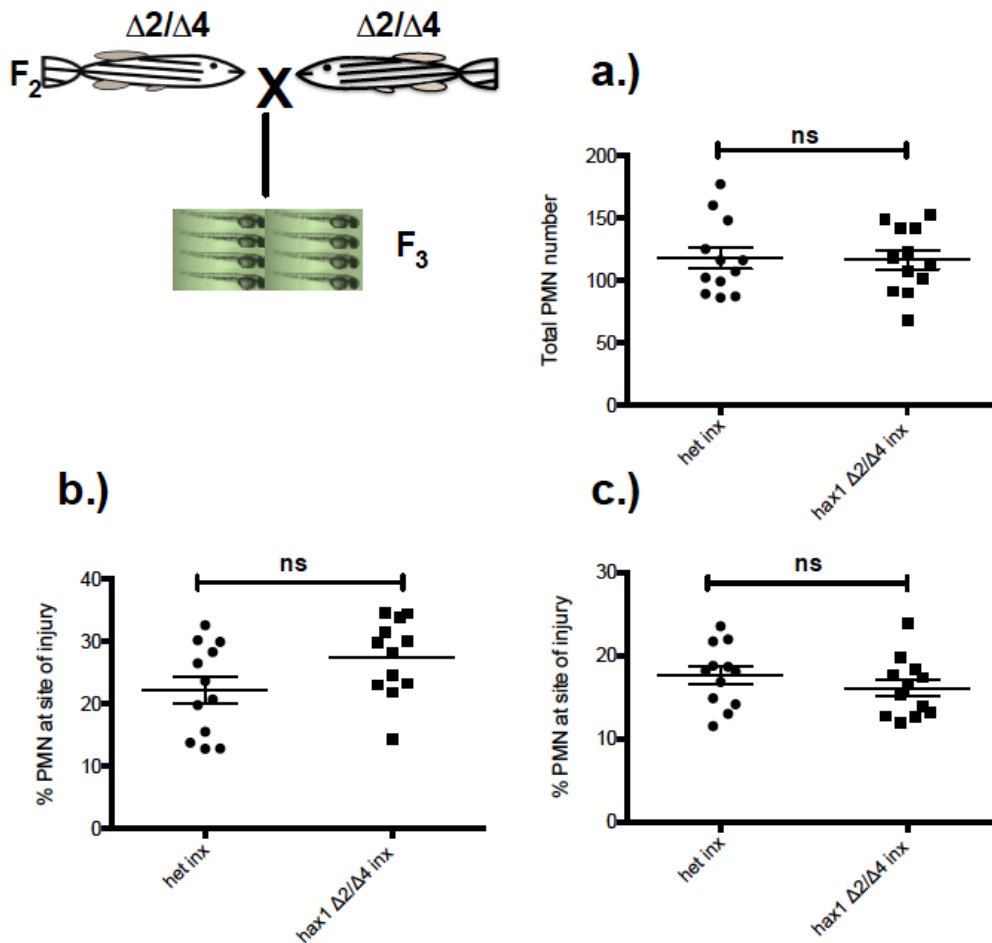 Δ2/Δ4 Δ2/Δ4
F2 X
F3
a.)
ns
200
150
100
50
0
Total PMN number
het inx
hax1 Δ2/Δ4 inx
b.)
ns
40
30
20
10
0
% PMN at site of injury
het inx
hax1 Δ2/Δ4 inx
c.)
ns
30
20
10
0
% PMN at site of injury
het inx
hax1 Δ2/Δ4 inx